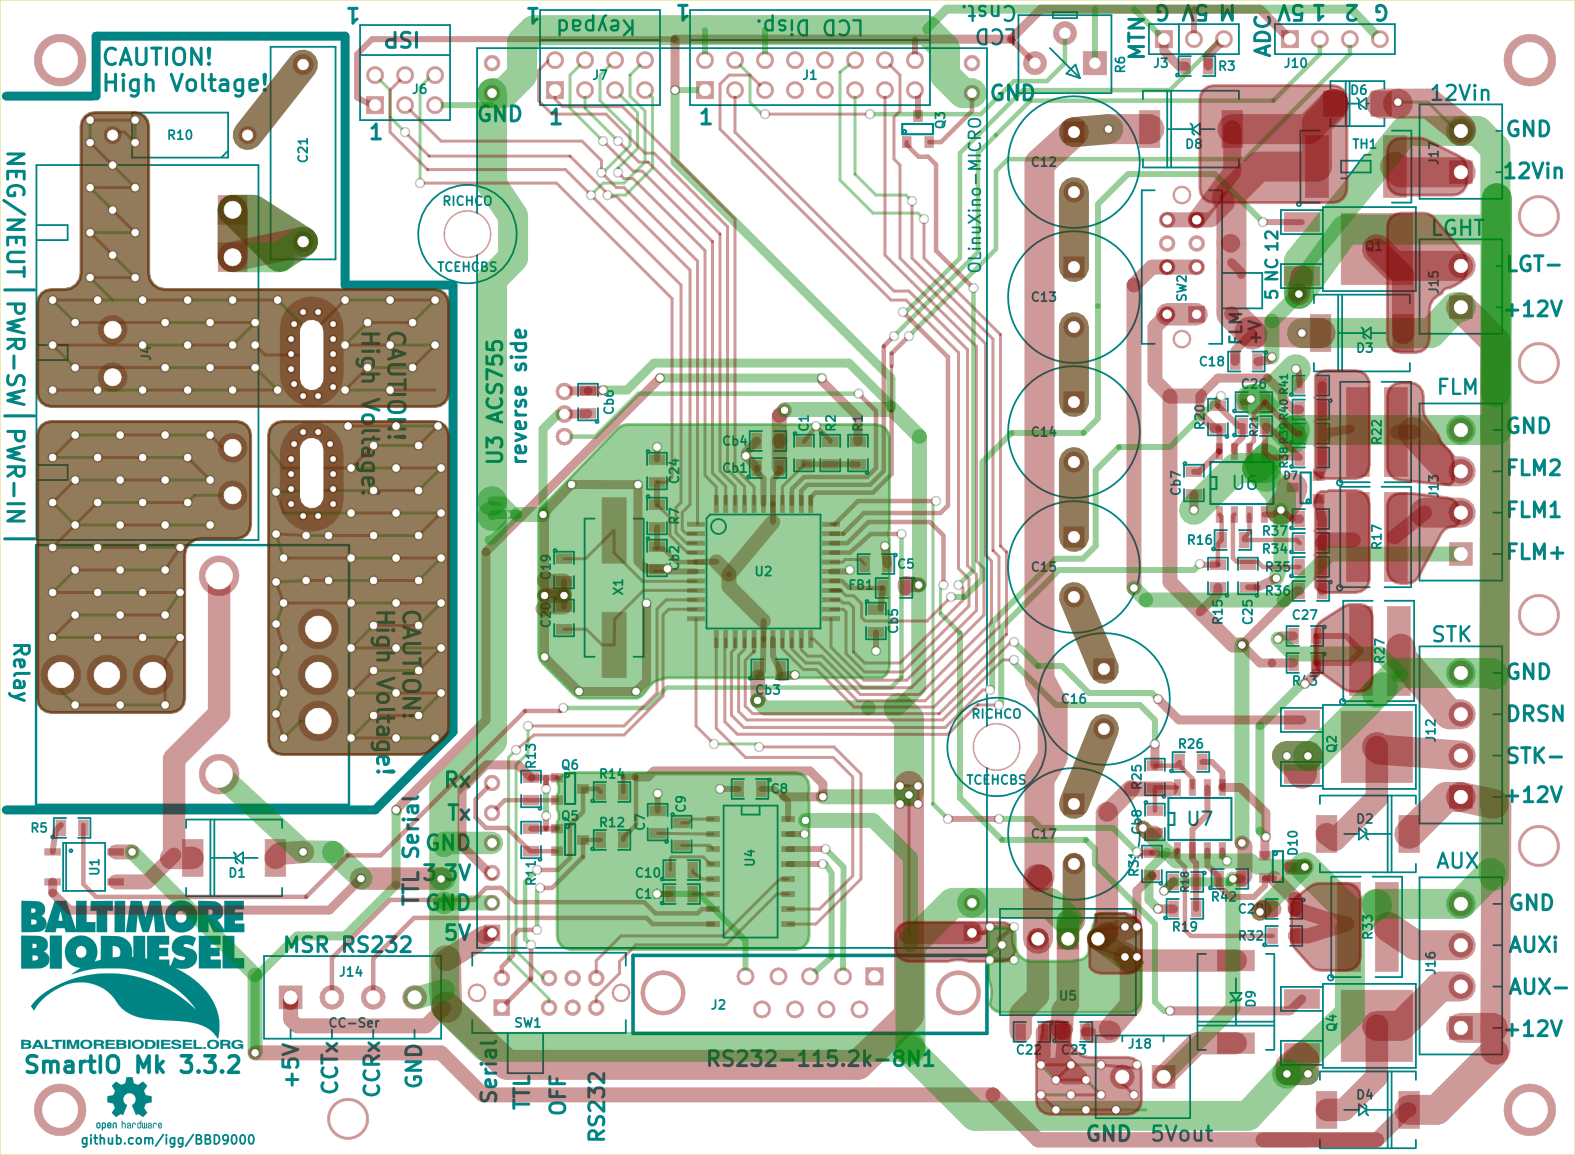 CAUTION!
High Voltage!
1
ISP
J6
1
1
Keypad
J7
1
GND
1
LCD Disp.
J1
1
Q3
GND
Cnst.
LCD
R6
MTN
G
5V
M
J3
R3
ADC
1 5V
1
2
G
J10
R10
C21
NEG/NEUT
PWR-SW
PWR-IN
Relay
J4
CAUTION!
High Voltage!
CAUTION!
High Voltage!
RICHCO
TCEHCBS
U3 ACS755
reverse side
OLinuXino-MICRO
C12
C13
C14
C15
C16
C17
D8
D6
TH1
12Vin
GND
12Vin
J17
SW2
5 NC 12
FLM
+V
Q1
LGHT
LGT-
+12V
J15
D3
C18
C26
R20
R21
R41
R40
R39
R38
Cb7
U6
D7
R22
FLM
GND
FLM2
FLM1
FLM+
J13
R16
R37
R34
R35
R36
R17
R15
C25
C27
R43
R27
STK
GND
DRSN
STK-
+12V
J12
Q2
D2
Cb6
C24
R7
Cb2
Cb4
Cb1
C1
R2
R1
X1
C19
C20
U2
C5
FB1
Cb5
Cb3
RICHCO
TCEHCBS
R26
R25
Cb8
U7
R31
R18
R42
R19
D10
R32
R33
AUX
GND
AUXi
AUX-
+12V
J16
Q4
D9
D4
R13
Q6
R14
Q5
R12
R11
C7
C9
C8
C10
U4
Rx
Tx
GND
3.3V
GND
5V
TTL Serial
R5
U1
D1
BALTIMORE
BIODIESEL
BALTIMOREBIODIESEL.ORG
SmartIO Mk 3.3.2
open hardware
github.com/igg/BBD9000
MSR RS232
J14
CC-Ser
+5V
CCTx
CCRx
GND
SW1
Serial
TTL
OFF
RS232
J2
RS232-115.2k-8N1
U5
C22
C23
J18
GND
5Vout